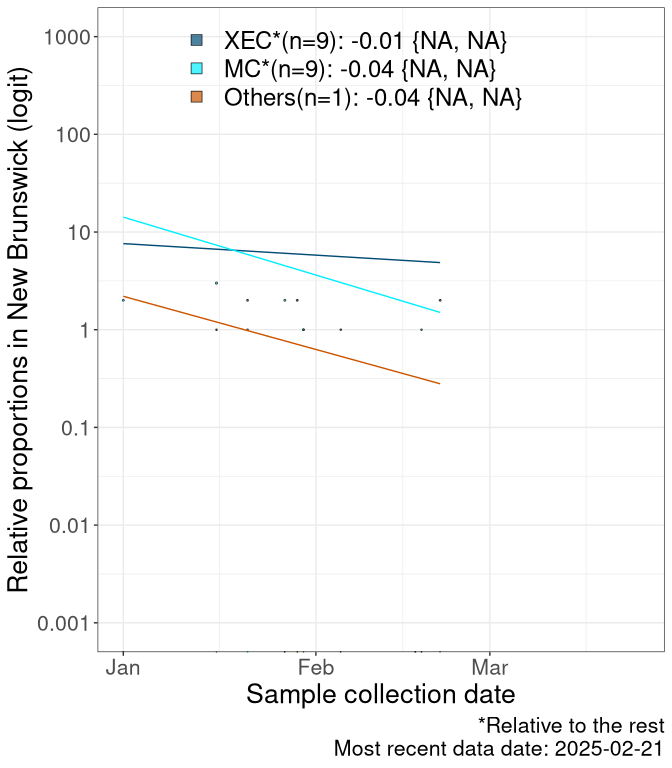 XEC*(n=9): -0.01 {NA, NA}
MC*(n=9): -0.04 {NA, NA}
Others(n=1): -0.04 {NA, NA}
Relative proportions in New Brunswick (logit)
1000
100
10
1
0.1
0.01
0.001
Jan Feb Mar
Sample collection date
*Relative to the rest
Most recent data date: 2025-02-21